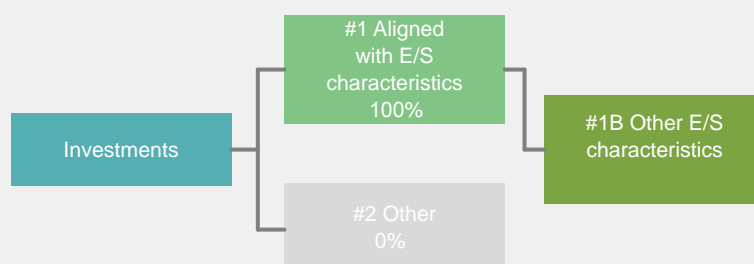 #1 Aligned
with E/S
characteristics
100%
Investments
#1B Other E/S
characteristics
#2 Other
0%